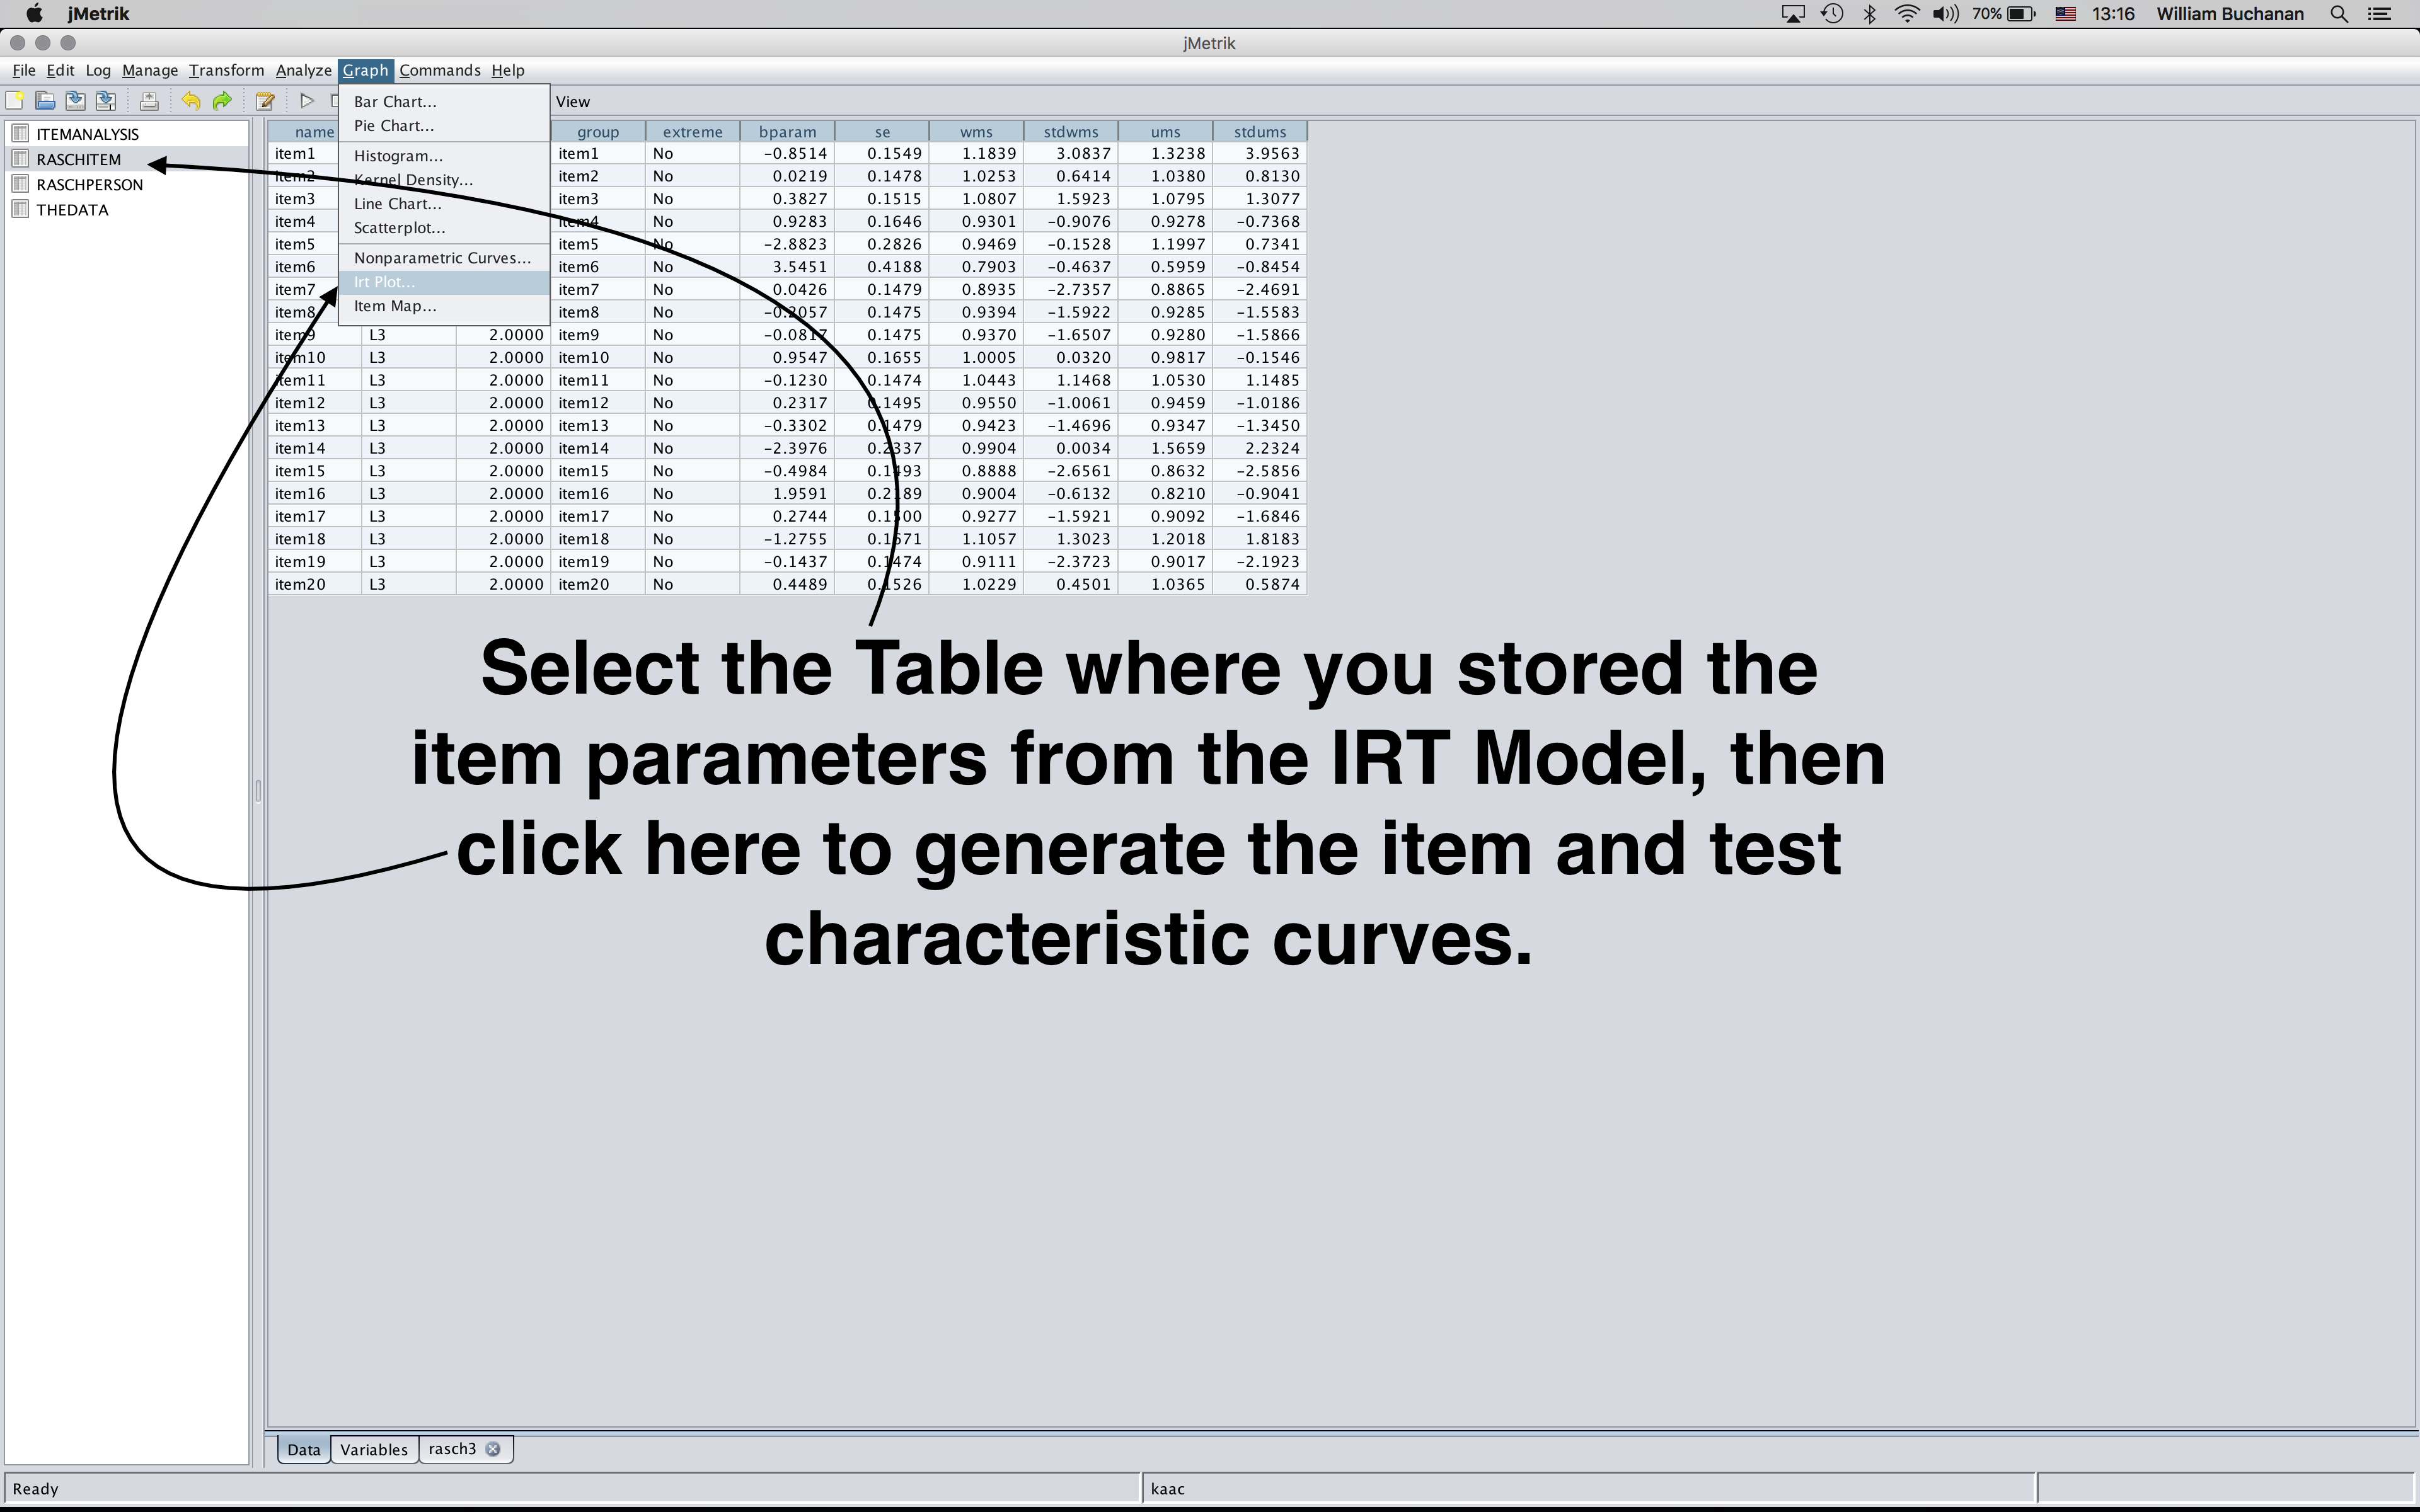 jMetrik 70% 13:16 William Buchanan
jMetrik
File Edit Log Manage Transform Analyze Graph Commands Help
View
Bar Chart...
Pie Chart...
Histogram...
Kernel Density...
Line Chart...
Scatterplot...
Nonparametric Curves...
Irt Plot...
Item Map...
ITEMANALYSIS
RASCHITEM
RASCHPERSON
THEDATA
name group extreme bparam se wms stdwms ums stdums
item1 item1 No −0.8514 0.1549 1.1839 3.0837 1.3238 3.9563
item2 item2 No 0.0219 0.1478 1.0253 0.6414 1.0380 0.8130
item3 item3 No 0.3827 0.1515 1.0807 1.5923 1.0795 1.3077
item4 item4 No 0.9283 0.1646 0.9301 −0.9076 0.9278 −0.7368
item5 item5 No −2.8823 0.2826 0.9469 −0.1528 1.1997 0.7341
item6 item6 No 3.5451 0.4188 0.7903 −0.4637 0.5959 −0.8454
item7 item7 No 0.0426 0.1479 0.8935 −2.7357 0.8865 −2.4691
item8 item8 No −0.2057 0.1475 0.9394 −1.5922 0.9285 −1.5583
item9 L3 2.0000 item9 No −0.0817 0.1475 0.9370 −1.6507 0.9280 −1.5866
item10 L3 2.0000 item10 No 0.9547 0.1655 1.0005 0.0320 0.9817 −0.1546
item11 L3 2.0000 item11 No −0.1230 0.1474 1.0443 1.1468 1.0530 1.1485
item12 L3 2.0000 item12 No 0.2317 0.1495 0.9550 −1.0061 0.9459 −1.0186
item13 L3 2.0000 item13 No −0.3302 0.1479 0.9423 −1.4696 0.9347 −1.3450
item14 L3 2.0000 item14 No −2.3976 0.2337 0.9904 0.0034 1.5659 2.2324
item15 L3 2.0000 item15 No −0.4984 0.1493 0.8888 −2.6561 0.8632 −2.5856
item16 L3 2.0000 item16 No 1.9591 0.9004 −0.6132 0.8210 −0.9041
item17 L3 2.0000 item17 No 0.2744 0.1500 0.9277 −1.5921 0.9092 −1.6846
item18 L3 2.0000 item18 No −1.2755 1.1057 1.3023 1.2018 1.8183
item19 L3 2.0000 item19 No −0.1437 0.1474 0.9111 −2.3723 0.9017 −2.1923
item20 L3 2.0000 item20 No 0.4489 0.1526 1.0229 0.4501 1.0365 0.5874
Select the Table where you stored the
item parameters from the IRT Model, then
click here to generate the item and test
characteristic curves.
Data Variables rasch3
Ready kaac